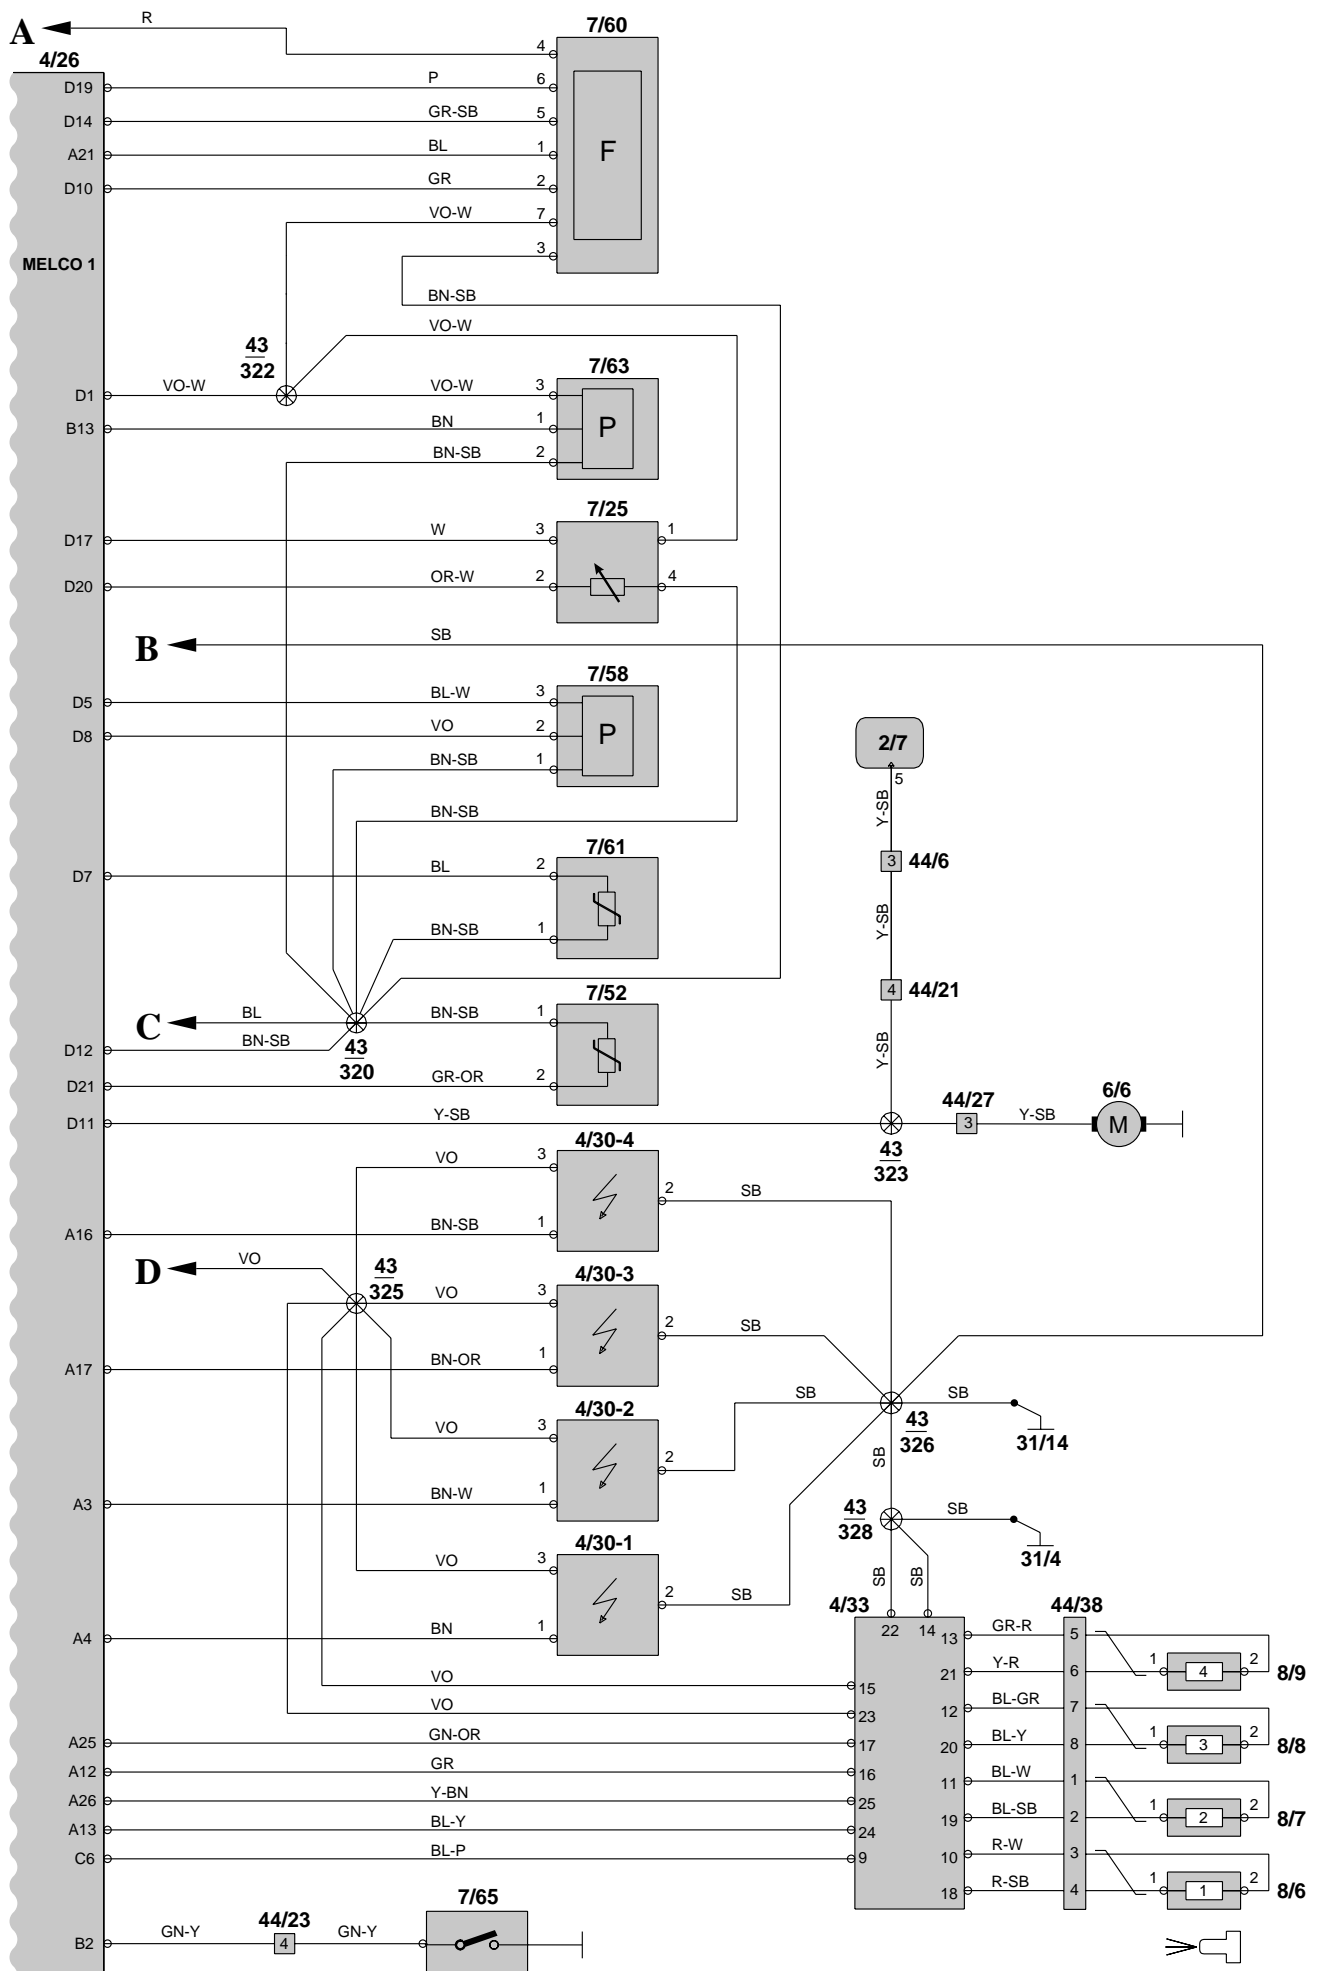 A R 7/60
4/26 4
D19 P 6
D14 GR-SB 5
A21 BL 1 F
D10 GR 2
VO-W 7
MELCO 1 3
BN-SB
VO-W
43
322 7/63
D1 VO-W VO-W 3
B13 BN 1 P
BN-SB 2
7/25
D17 W 3 1
D20 OR-W 2 4
B SB
7/58
D5 BL-W 3
D8 VO 2 P 2/7
BN-SB 1 5
Y-SB
BN-SB
7/61
D7 BL 2 3 44/6
Y-SB
BN-SB 1
7/52 4 44/21
C BL BN-SB 1
D12 BN-SB Y-SB
43
320
D21 GR-OR 2
D11 Y-SB 44/27 6/6
3 Y-SB M
4/30-4 43
323
VO 3
2 SB
A16 BN-SB 1
D VO 43
325 4/30-3
VO 3
2 SB
A17 BN-OR 1
4/30-2 SB SB
VO 3 43
326 31/14
2 SB
A3 BN-W 1
43
328 SB
4/30-1 31/4
VO 3 SB SB
2 SB
4/33 44/38
A4 BN 1 22 14 13 GR-R 5
VO 15 21 Y-R 6 1 4 2 8/9
VO 23 12 BL-GR 7
A25 GN-OR 17 20 BL-Y 8 1 3 2 8/8
A12 GR 16 11 BL-W 1
A26 Y-BN 25 19 BL-SB 2 1 2 2 8/7
A13 BL-Y 24
C6 BL-P 9 10 R-W 3
18 R-SB 4 1 1 2 8/6
7/65
44/23
B2 GN-Y 4 GN-Y